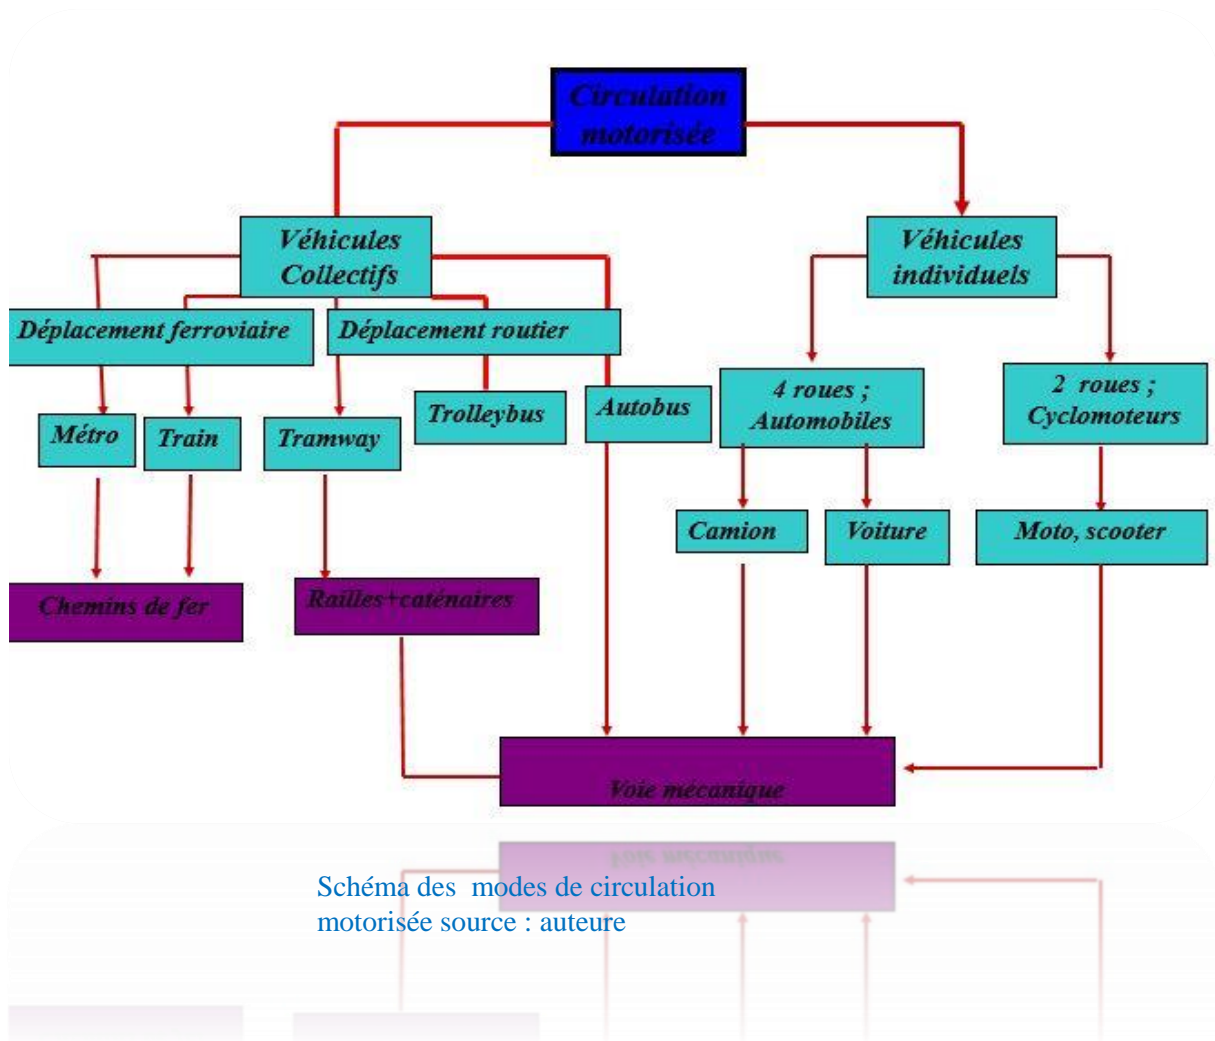 Circulation
motorisée
Véhicules
Collectifs
Véhicules
individuels
Déplacement ferroviaire
Déplacement routier
4 roues ;
Automobiles
2 roues ;
Cyclomoteurs
Métro
Train
Tramway
Trolleybus
Autobus
Camion
Voiture
Moto, scooter
Chemins de fer
Railles+caténaires
Voie mécanique
Voie mécanique
Schéma des modes de circulation
motorisée source : auteure